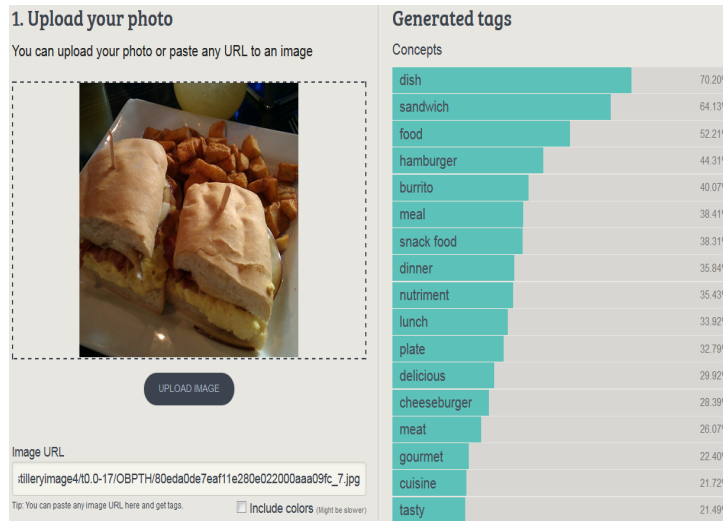 1. Upload your photo
You can upload your photo or paste any URL to an image
UPLOAD IMAGE
Image URL
:tilleryimage4/t0.0-17/OBPTH/80eda0de7eaf11e280e022000aaa09fc_7.jpg
Tip: You can paste any image URL here and get tags.
Include colors (Might be slower)
Generated tags
Concepts
dish 70.20%
sandwich 64.13%
food 52.21%
hamburger 44.31%
burrito 40.07%
meal 38.41%
snack food 38.31%
dinner 35.84%
nutriment 35.43%
lunch 33.92%
plate 32.79%
delicious 29.92%
cheeseburger 28.39%
meat 26.07%
gourmet 22.40%
cuisine 21.72%
tasty 21.49%